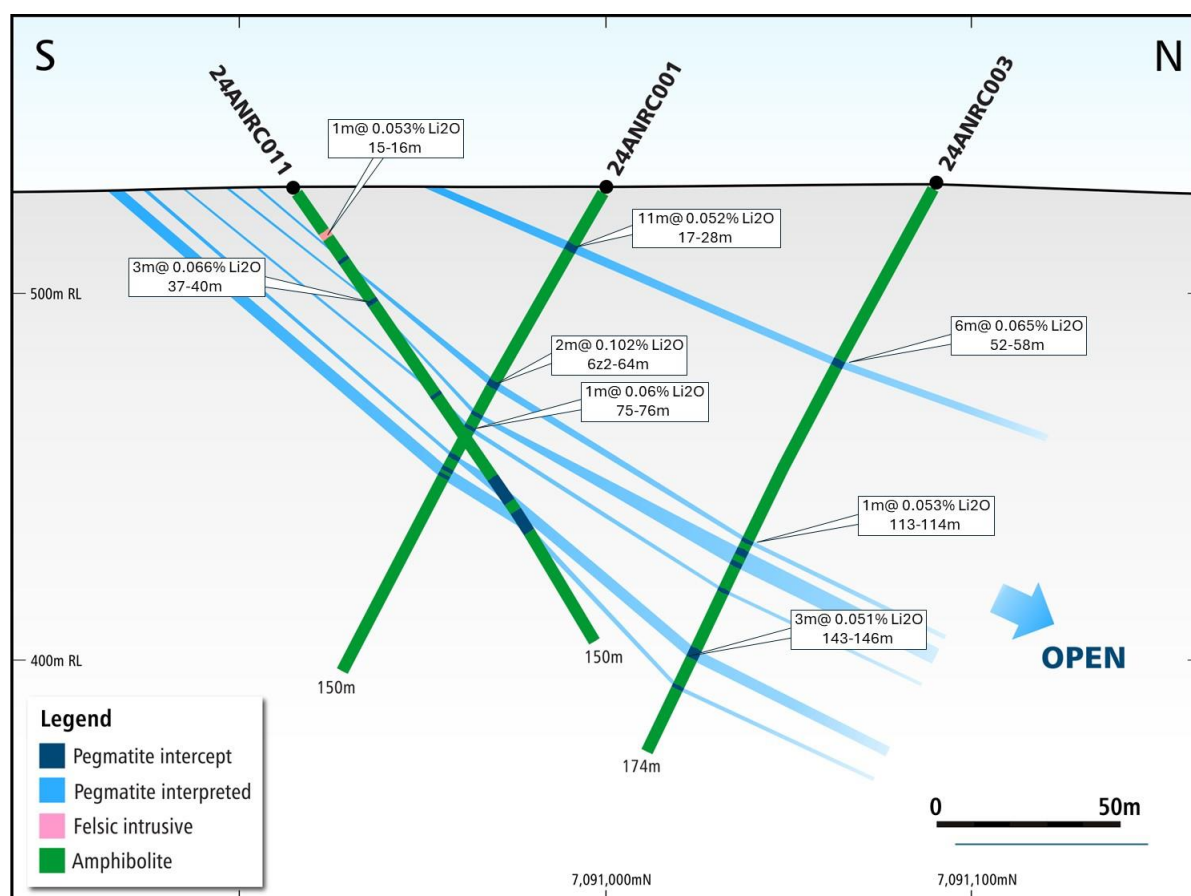 S
N
24ANRC011
24ANRC001
24ANRC003
1m@ 0.053% Li2O
15-16m
11m@ 0.052% Li2O
17-28m
3m@ 0.066% Li2O
37-40m
500m RL
6m@ 0.065% Li2O
52-58m
2m@ 0.102% Li2O
6z2-64m
1m@ 0.06% Li2O
75-76m
1m@ 0.053% Li2O
113-114m
3m@ 0.051% Li2O
143-146m
OPEN
400m RL
150m
150m
174m
Legend
Pegmatite intercept
Pegmatite interpreted
Felsic intrusive
Amphibolite
0 50m
7,091,000mN
7,091,100mN